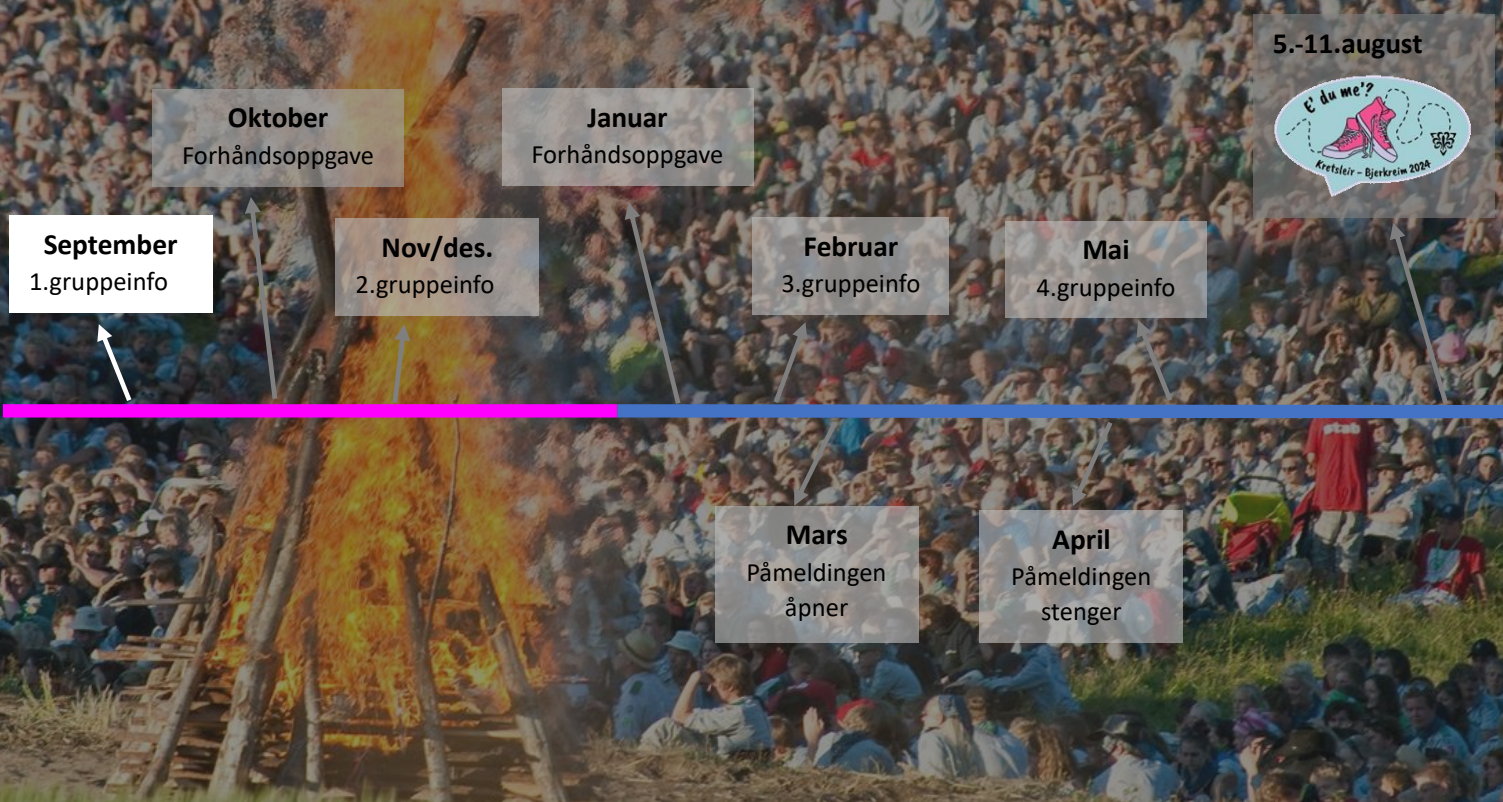 5.-11.august
E' du me'?
Kretsleir - Bjerkreim 2024
Oktober
Forhåndsoppgave
Januar
Forhåndsoppgave
September
1.gruppeinfo
Nov/des.
2.gruppeinfo
Februar
3.gruppeinfo
Mai
4.gruppeinfo
stab
Mars
Påmeldingen
åpner
April
Påmeldingen
stenger